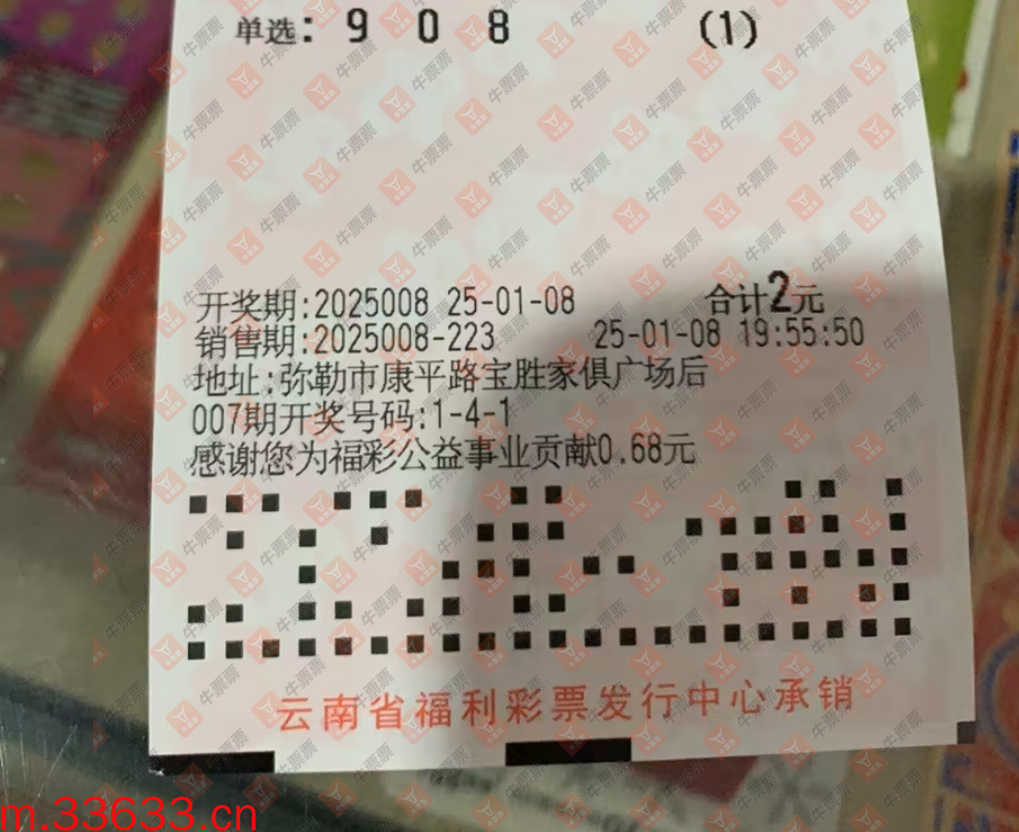 单选: 9 0 8 (1)
开奖期:2025008 25-01-08 合计2元
销售期:2025008-223 25-01-08 19:55:50
地址:弥勒市康平路宝胜家俱广场后
007期开奖号码:1-4-1
感谢您为福彩公益事业贡献0.68元
云南省福利彩票发行中心承销
m.33633.cn
牛票票